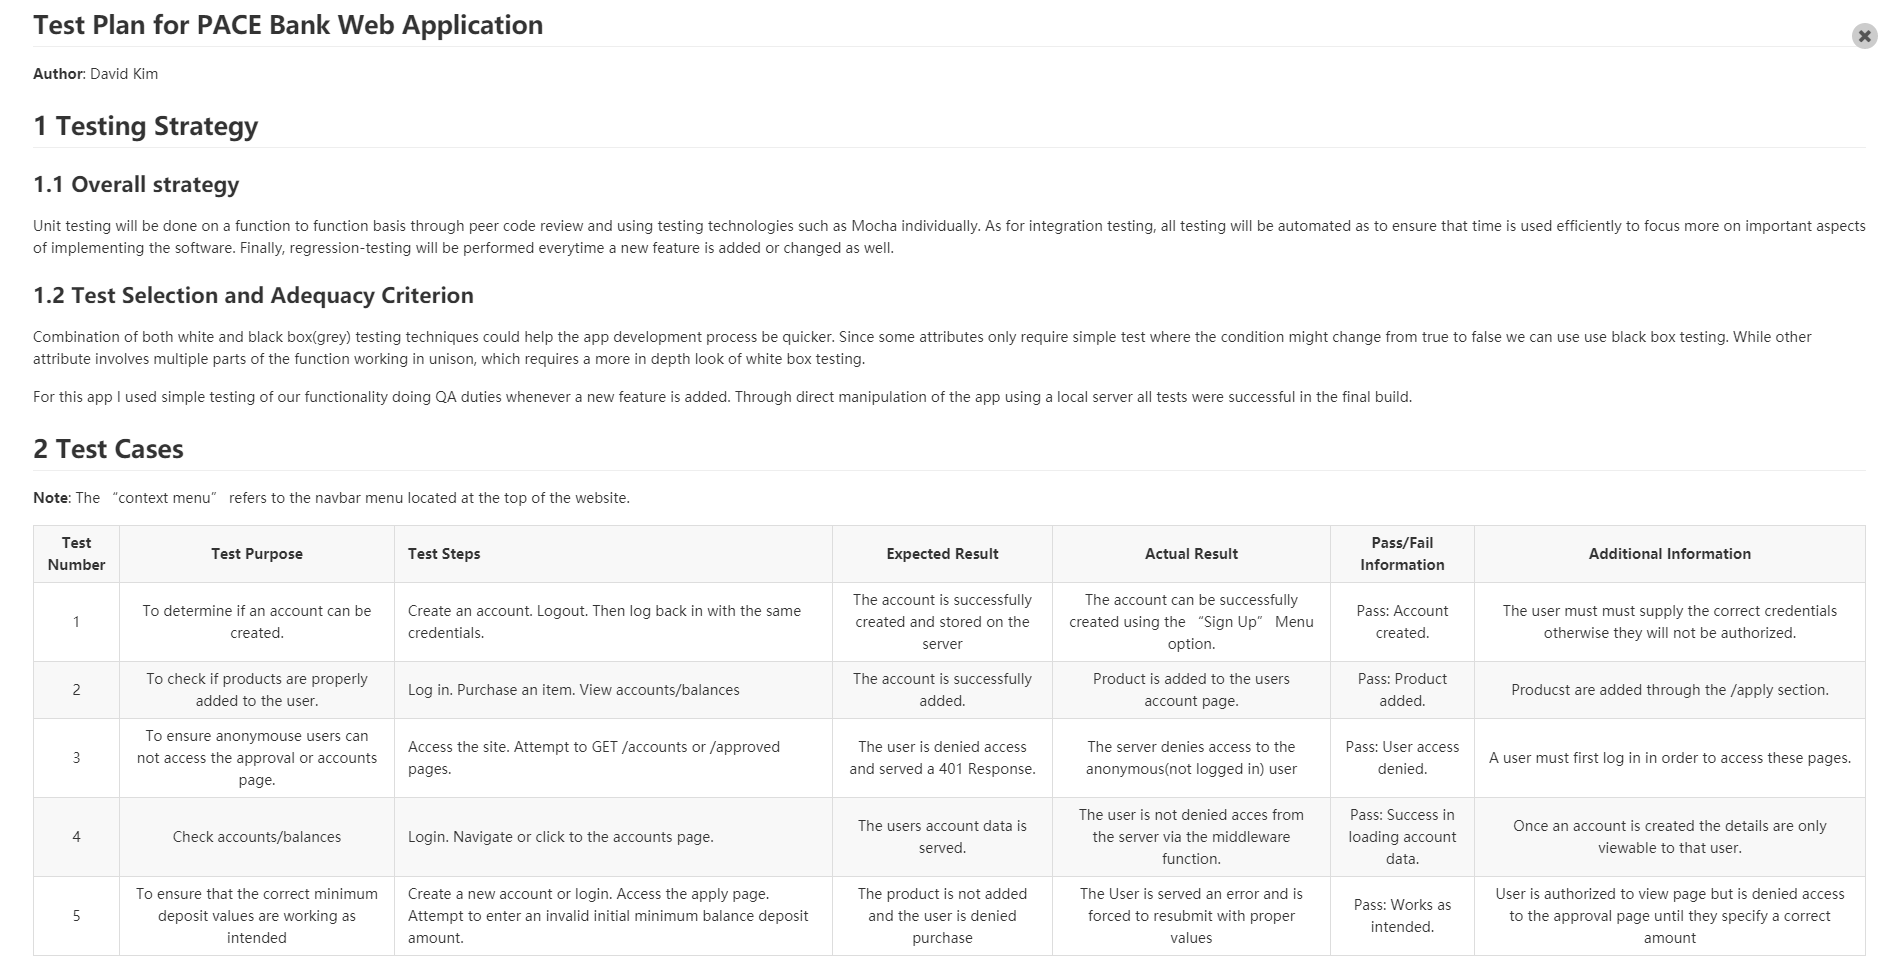 Test Plan for PACE Bank Web Application
Author: David Kim
1 Testing Strategy
1.1 Overall strategy
Unit testing will be done on a function to function basis through peer code review and using testing technologies such as Mocha individually. As for integration testing, all testing will be automated as to ensure that time is used efficiently to focus more on important aspects
of implementing the software. Finally, regression-testing will be performed everytime a new feature is added or changed as well.
1.2 Test Selection and Adequacy Criterion
Combination of both white and black box(grey) testing techniques could help the app development process be quicker. Since some attributes only require simple test where the condition might change from true to false we can use use black box testing. While other
attribute involves multiple parts of the function working in unison, which requires a more in depth look of white box testing.
For this app I used simple testing of our functionality doing QA duties whenever a new feature is added. Through direct manipulation of the app using a local server all tests were successful in the final build.
2 Test Cases
Note: The “context menu” refers to the navbar menu located at the top of the website.
Test
Number
Test Purpose
Test Steps
Expected Result
Actual Result
Pass/Fail
Information
Additional Information
1
To determine if an account can be
created.
Create an account. Logout. Then log back in with the same
credentials.
The account is successfully
created and stored on the
server
The account can be successfully
created using the “Sign Up” Menu
option.
Pass: Account
created.
The user must must supply the correct credentials
otherwise they will not be authorized.
2
To check if products are properly
added to the user.
Log in. Purchase an item. View accounts/balances
The account is successfully
added.
Product is added to the users
account page.
Pass: Product
added.
Producst are added through the /apply section.
3
To ensure anonymouse users can
not access the approval or accounts
page.
Access the site. Attempt to GET /accounts or /approved
pages.
The user is denied access
and served a 401 Response.
The server denies access to the
anonymous(not logged in) user
Pass: User access
denied.
A user must first log in in order to access these pages.
4
Check accounts/balances
Login. Navigate or click to the accounts page.
The users account data is
served.
The user is not denied acces from
the server via the middleware
function.
Pass: Success in
loading account
data.
Once an account is created the details are only
viewable to that user.
5
To ensure that the correct minimum
deposit values are working as
intended
Create a new account or login. Access the apply page.
Attempt to enter an invalid initial minimum balance deposit
amount.
The product is not added
and the user is denied
purchase
The User is served an error and is
forced to resubmit with proper
values
Pass: Works as
intended.
User is authorized to view page but is denied access
to the approval page until they specify a correct
amount